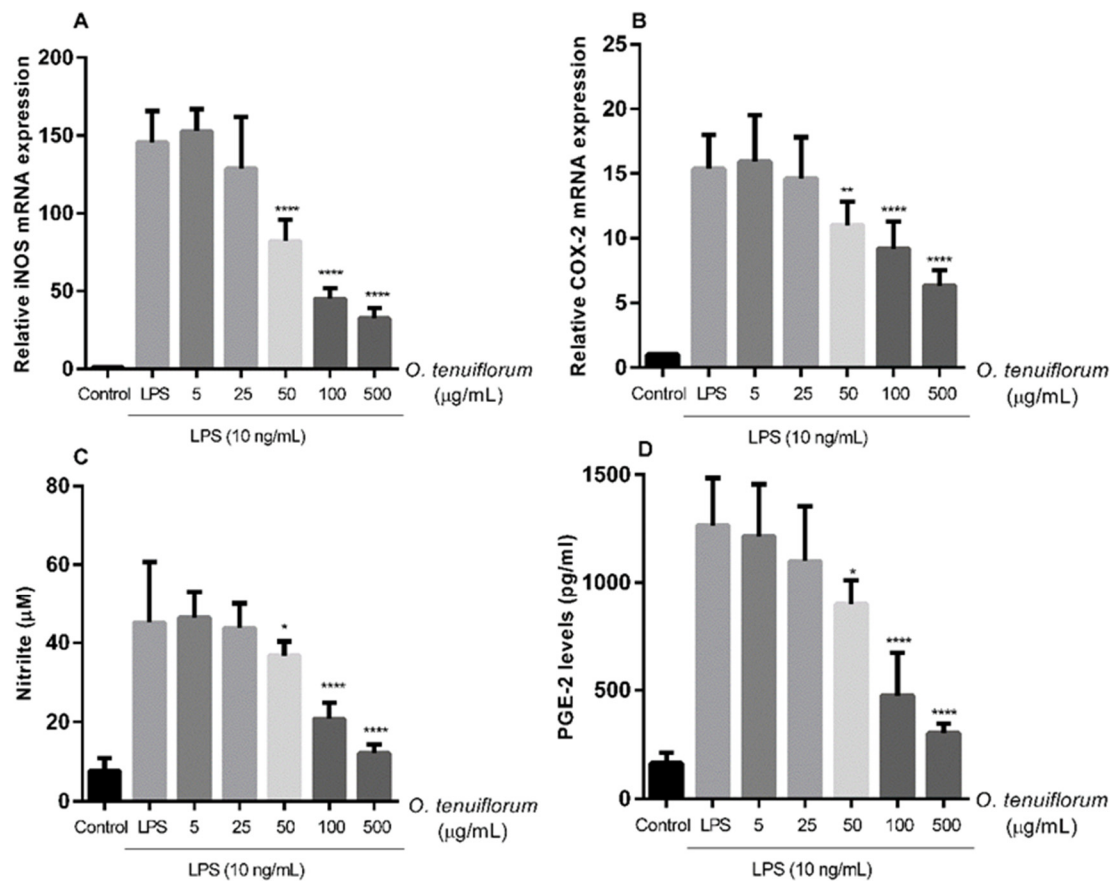 A
Relative iNOS mRNA expression
200
150
100
50
0
**** **** ****
Control LPS 5 25 50 100 500
O. tenuiflorum
(μg/mL)
LPS (10 ng/mL)
B
Relative COX-2 mRNA expression
25
20
15
10
5
0
** **** ****
Control LPS 5 25 50 100 500
O. tenuiflorum
(μg/mL)
LPS (10 ng/mL)
C
Nitrilte (μM)
80
60
40
20
0
* **** ****
Control LPS 5 25 50 100 500
O. tenuiflorum
(μg/mL)
LPS (10 ng/mL)
D
PGE-2 levels (pg/ml)
1500
1000
500
0
* **** ****
Control LPS 5 25 50 100 500
O. tenuiflorum
(μg/mL)
LPS (10 ng/mL)